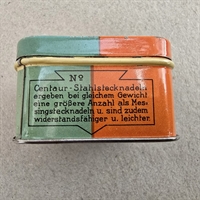 No
Centaur-Stahlstecknadeln
ergeben bei gleichem Gewicht
eine größere Anzahl als Mes-
singstecknadeln u. sind zudem
widerstandsfähiger u. leichter.